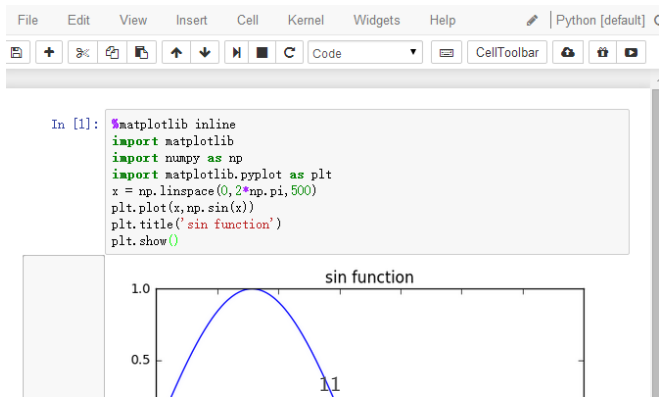 File Edit View Insert Cell Kernel Widgets Help Python [default]
Code CellToolbar
In [1]: %matplotlib inline
import matplotlib
import numpy as np
import matplotlib.pyplot as plt
x = np.linspace(0,2*np.pi,500)
plt.plot(x,np.sin(x))
plt.title('sin function')
plt.show()
sin function
1.0
0.5
11